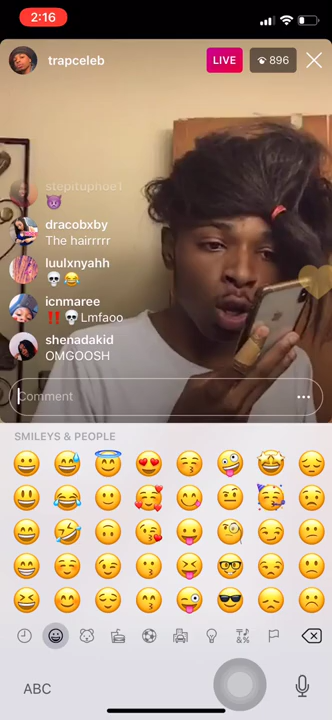 2:16
trapceleb
LIVE
896
stepituphoe1
😈
dracobxby
The hairrrrr
luulxnyahh
💀😂
icnmaree
‼️💀Lmfaoo
shenadakid
OMGOOSH
Comment
SMILEYS & PEOPLE
ABC